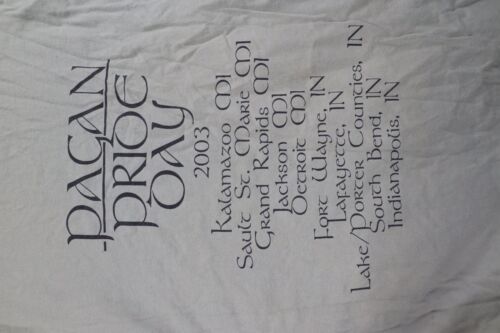 PAGAN
PRIDE
DAY
2003
Kalamazoo MI
Sault St. Marie MI
Grand Rapids MI
Jackson MI
Detroit MI
Fort Wayne, IN
Lafayette, IN
Lake/Porter Counties, IN
South Bend, IN
Indianapolis, IN